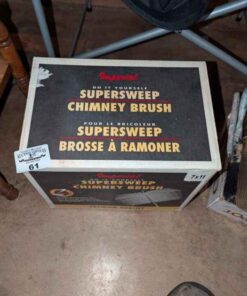 Imperial
DO IT YOURSELF
SUPERSWEEP
CHIMNEY BRUSH
POUR LE BRICOLEUR
SUPERSWEEP
BROSSE À RAMONER
61
SUPERSWEEP
CHIMNEY BRUSH
7x11